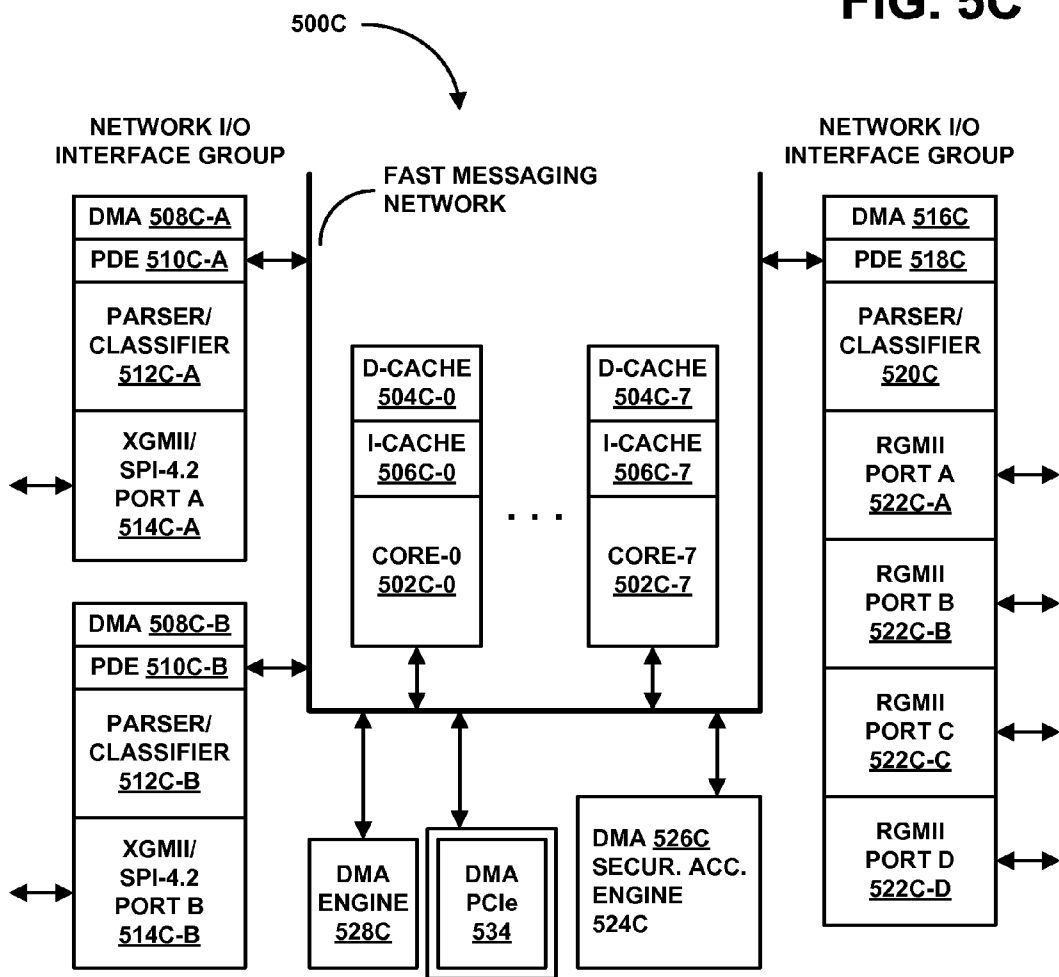 FIG. 5C
500C
NETWORK I/O
INTERFACE GROUP
DMA 508C-A
PDE 510C-A
PARSER/
CLASSIFIER
512C-A
XGMII/
SPI-4.2
PORT A
514C-A
DMA 508C-B
PDE 510C-B
PARSER/
CLASSIFIER
512C-B
XGMII/
SPI-4.2
PORT B
514C-B
FAST MESSAGING
NETWORK
D-CACHE
504C-0
I-CACHE
506C-0
CORE-0
502C-0
. . .
D-CACHE
504C-7
I-CACHE
506C-7
CORE-7
502C-7
DMA
ENGINE
528C
DMA
PCIe
534
DMA 526C
SECUR. ACC.
ENGINE
524C
NETWORK I/O
INTERFACE GROUP
DMA 516C
PDE 518C
PARSER/
CLASSIFIER
520C
RGMII
PORT A
522C-A
RGMII
PORT B
522C-B
RGMII
PORT C
522C-C
RGMII
PORT D
522C-D